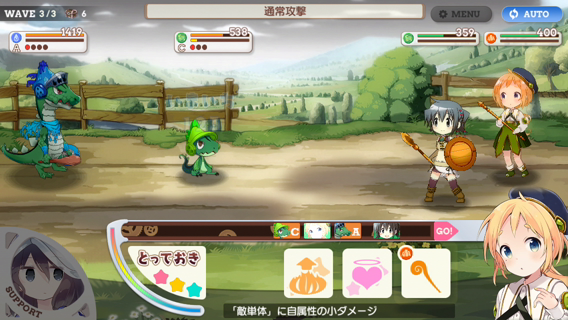 WAVE 3/3 6
通常攻撃
MENU
AUTO
1419
A
538
C
359
400
C
A
GO!
とっておき
SUPPORT
「敵単体」に自属性の小ダメージ